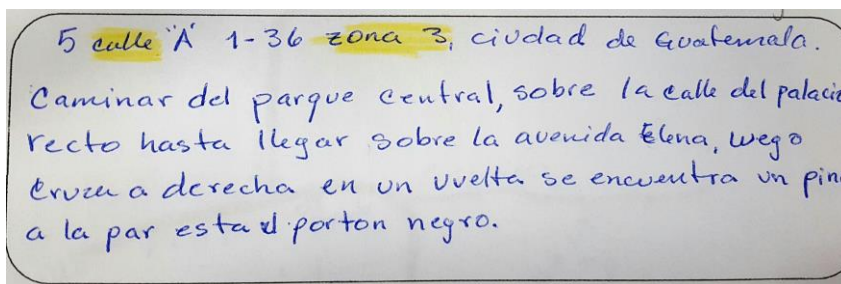 5 calle "A" 1-36 zona 3, ciudad de Guatemala.
Caminar del parque central, sobre la calle del palacio
recto hasta llegar sobre la avenida Elena, luego
cruze a derecha en un vuelta se encuentra un pino
a la par esta el porton negro.